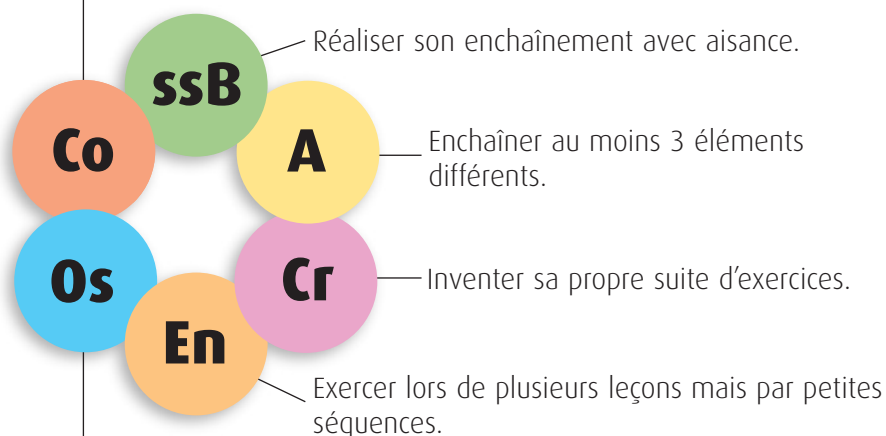 ssB
Réaliser son enchaînement avec aisance.
Co
A
Enchaîner au moins 3 éléments
différents.
Os
Cr
Inventer sa propre suite d’exercices.
En
Exercer lors de plusieurs leçons mais par petites
séquences.